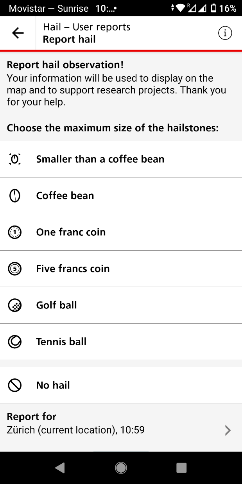 Movistar – Sunrise 10:... 16%
Hail – User reports
Report hail
Report hail observation!
Your information will be used to display on the
map and to support research projects. Thank you
for your help.
Choose the maximum size of the hailstones:
Smaller than a coffee bean
Coffee bean
1 One franc coin
5 Five francs coin
Golf ball
Tennis ball
No hail
Report for
Zürich (current location), 10:59